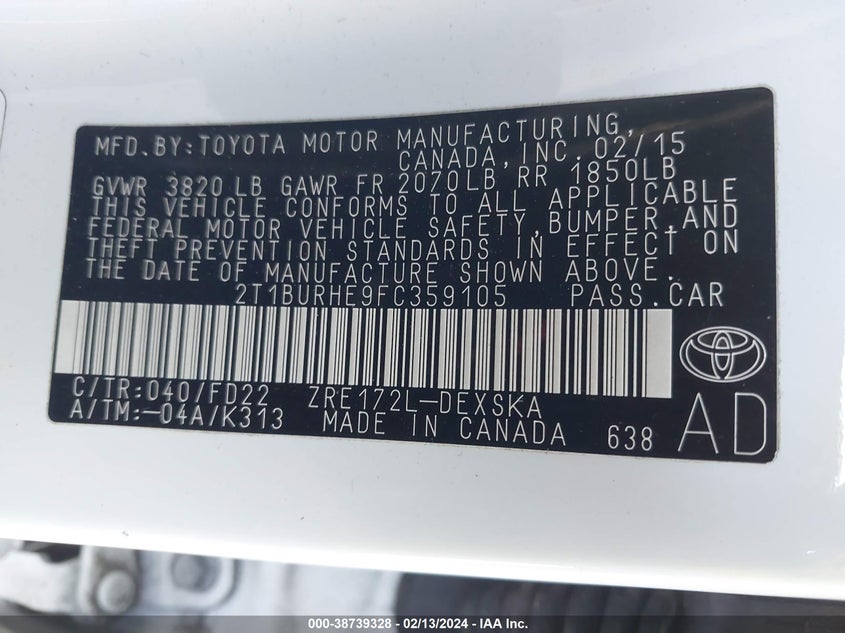 MFD.BY:TOYOTA MOTOR MANUFACTURING,
CANADA, INC. 02/15
GVWR 3820 LB GAWR FR 2070LB RR 1850LB
THIS VEHICLE CONFORMS TO ALL APPLICABLE
FEDERAL MOTOR VEHICLE SAFETY, BUMPER, AND
THEFT PREVENTION STANDARDS IN EFFECT ON
THE DATE OF MANUFACTURE SHOWN ABOVE.
2T1BURHE9FC359105 PASS.CAR
C/TR:040/FD22 ZRE172L-DEXSKA
A/TM:-04A/K313 MADE IN CANADA 638 AD
000-38739328 - 02/13/2024 - IAA Inc.